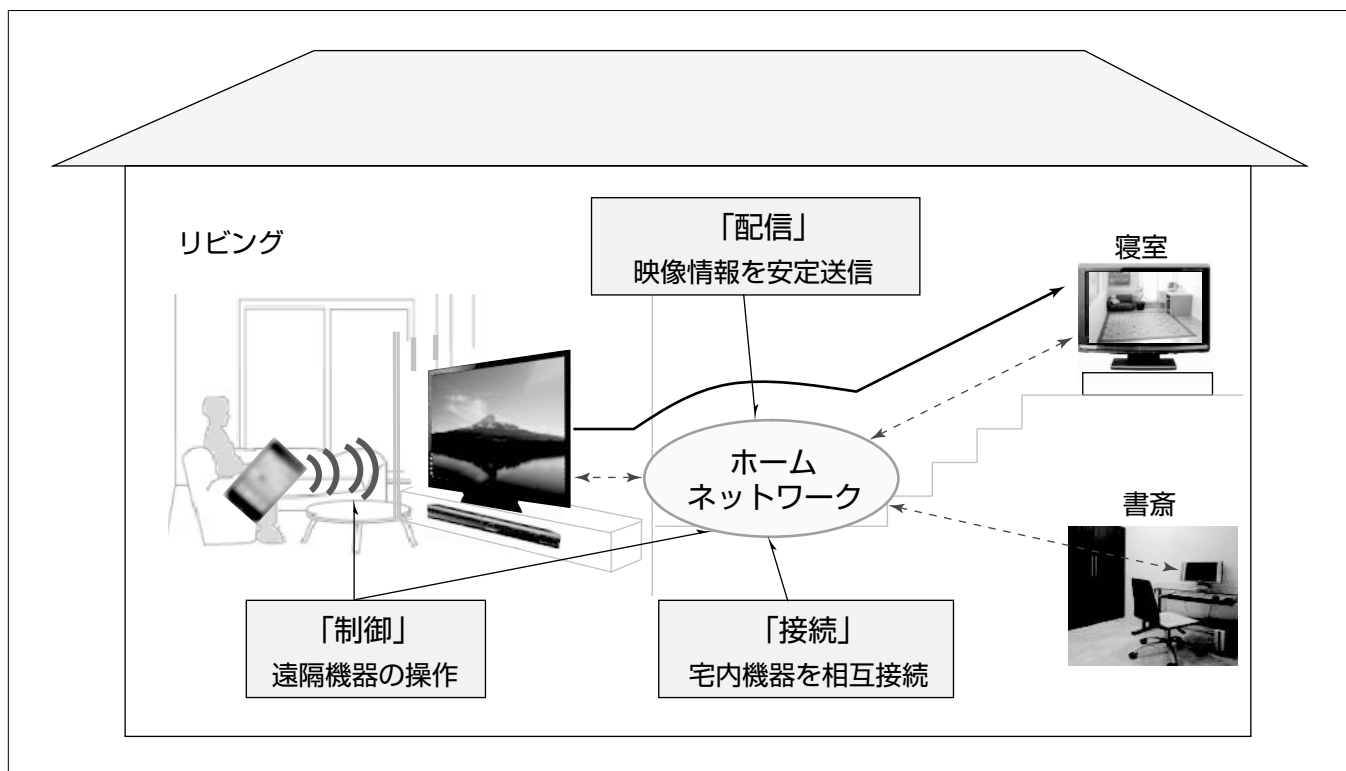 「配信」
映像情報を安定送信
リビング
寝室
ホーム
ネットワーク
書斎
「制御」
遠隔機器の操作
「接続」
宅内機器を相互接続